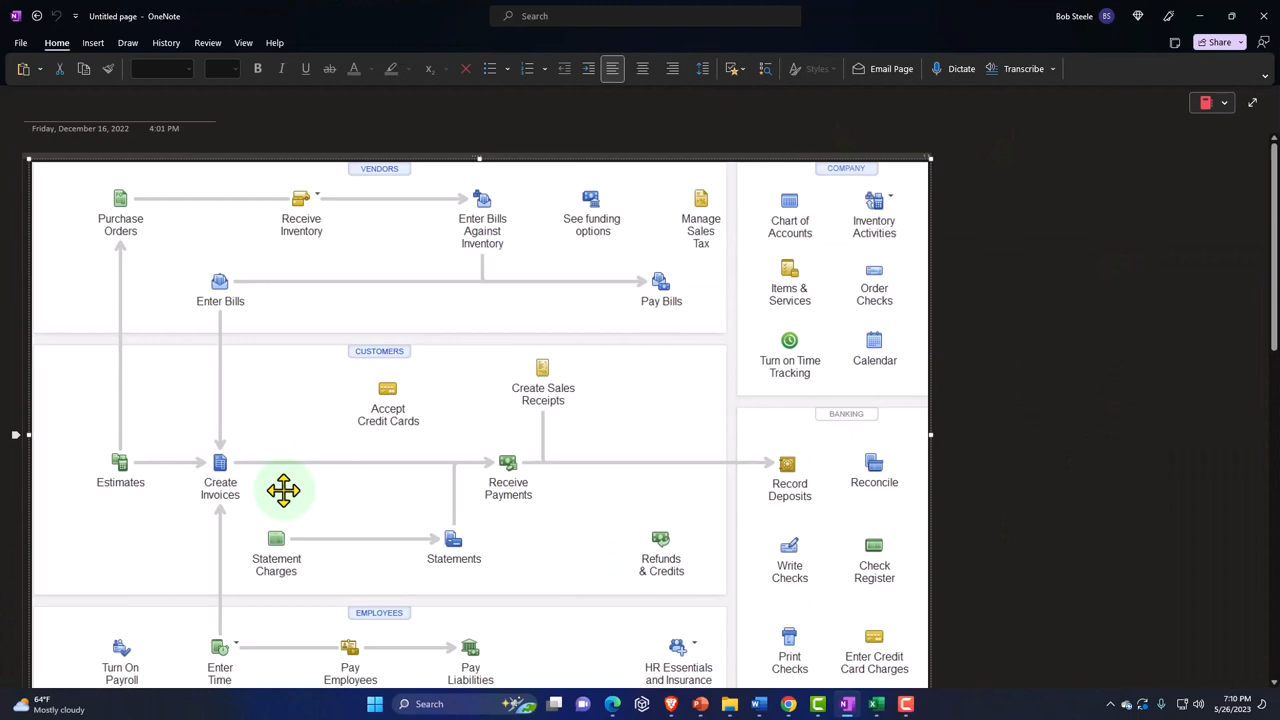 Untitled page - OneNote
Search
Bob Steele
BS
File
Home
Insert
Draw
History
Review
View
Help
Share
Styles
Email Page
Dictate
Transcribe
Friday, December 16, 2022
4:01 PM
VENDORS
Purchase
Orders
Receive
Inventory
Enter Bills
Against
Inventory
See funding
options
Manage
Sales
Tax
Enter Bills
Pay Bills
COMPANY
Chart of
Accounts
Inventory
Activities
Items &
Services
Order
Checks
Turn on Time
Tracking
Calendar
CUSTOMERS
Accept
Credit Cards
Create Sales
Receipts
Estimates
Create
Invoices
Receive
Payments
Statement
Charges
Statements
Refunds
& Credits
BANKING
Record
Deposits
Reconcile
Write
Checks
Check
Register
Print
Checks
Enter Credit
Card Charges
EMPLOYEES
Turn On
Payroll
Enter
Time
Pay
Employees
Pay
Liabilities
HR Essentials
and Insurance
64°F
Mostly cloudy
Search
7:10 PM
5/26/2023